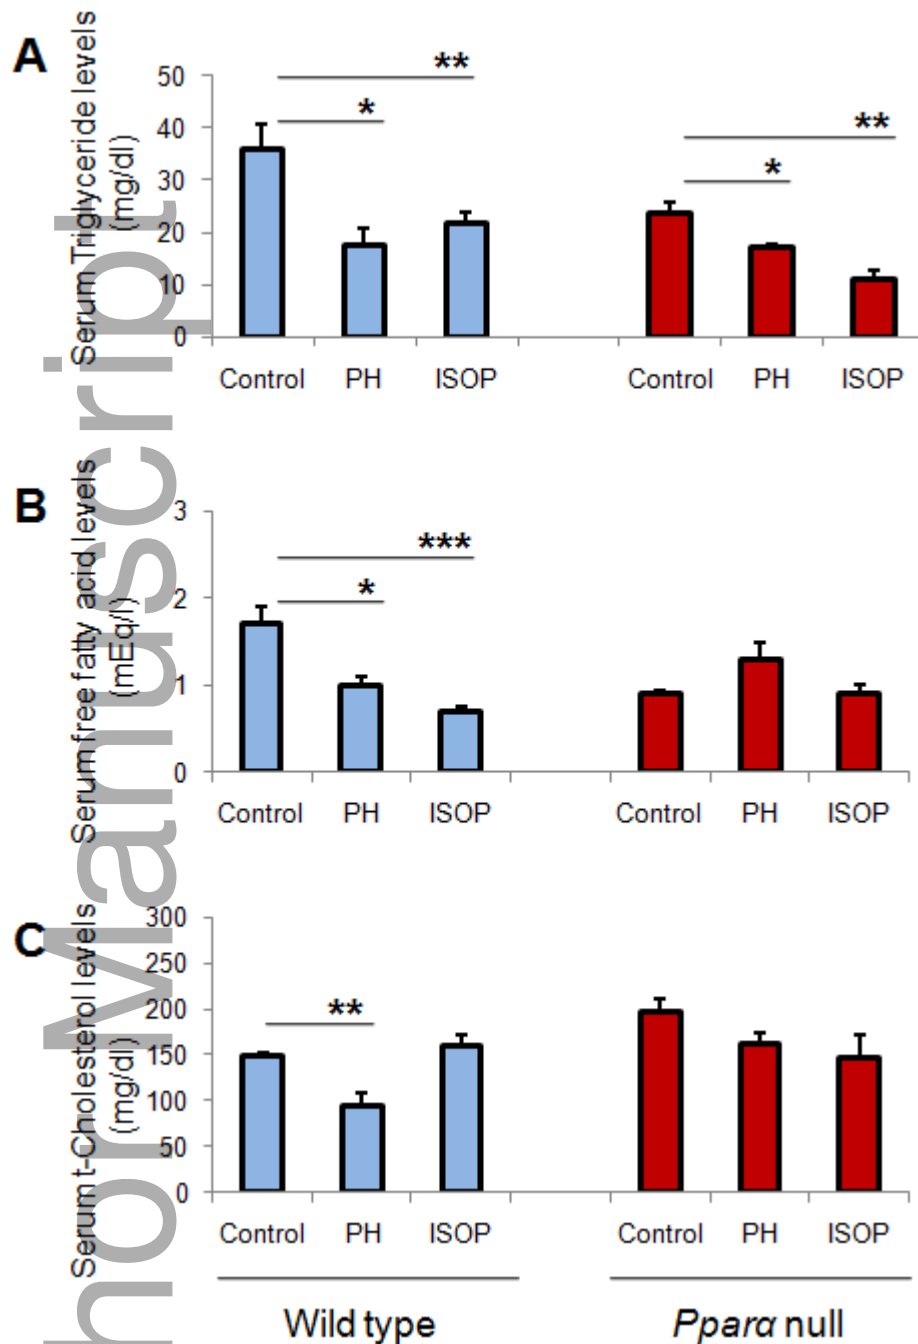 A
Serum Triglyceride levels
(mg/dl)
50
40
30
20
10
0
**
*
**
*
Control PH ISOP Control PH ISOP
B
Serum free fatty acid levels
(mEq/l)
3
2
1
0
***
*
Control PH ISOP Control PH ISOP
C
Serum t-Cholesterol levels
(mg/dl)
300
250
200
150
100
50
0
**
Control PH ISOP Control PH ISOP
Wild type Pparα null
hor Manuscript